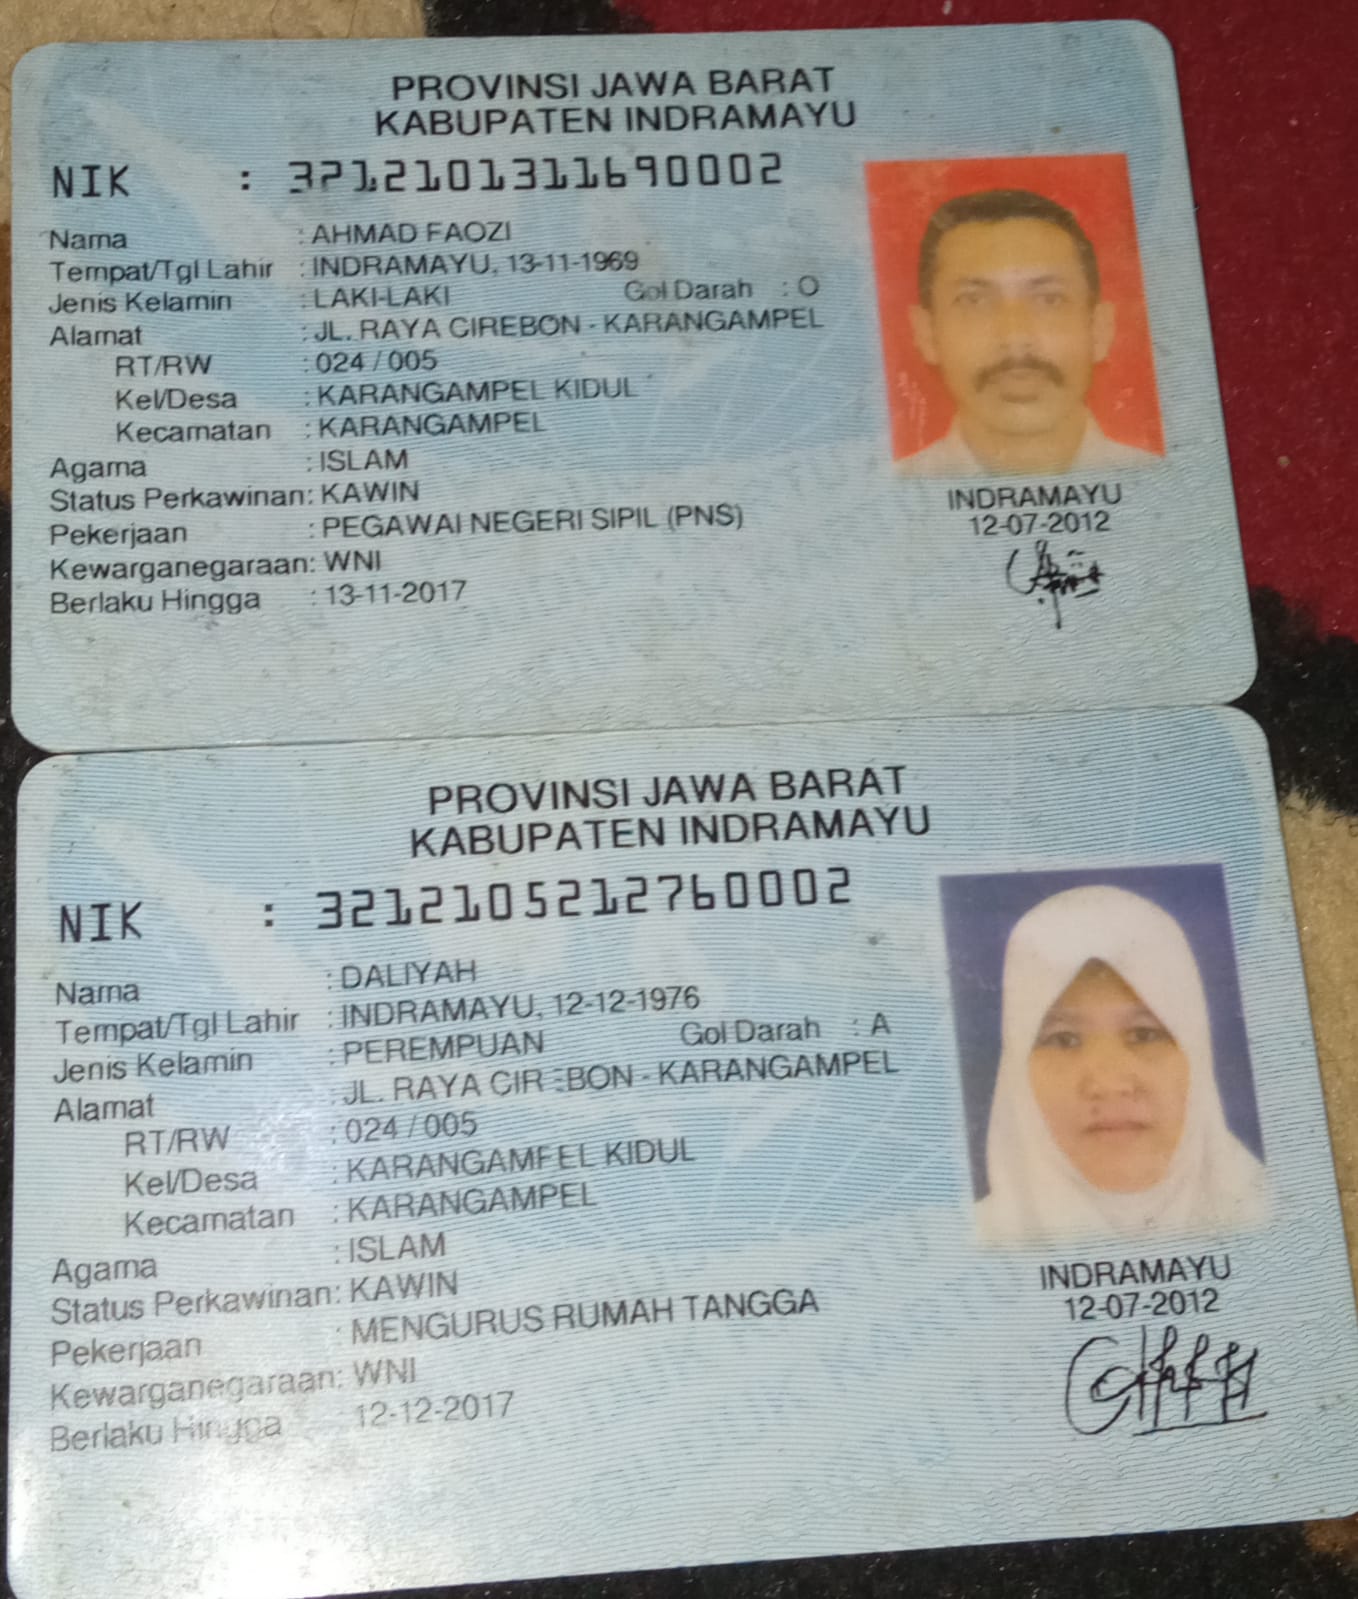 PROVINSI JAWA BARAT
KABUPATEN INDRAMAYU
NIK : 3212101311690002
Nama : AHMAD FAOZI
Tempat/Tgl Lahir : INDRAMAYU, 13-11-1969
Jenis Kelamin : LAKI-LAKI Gol Darah : O
Alamat : JL. RAYA CIREBON - KARANGAMPEL
RT/RW : 024 / 005
Kel/Desa : KARANGAMPEL KIDUL
Kecamatan : KARANGAMPEL
Agama : ISLAM
Status Perkawinan: KAWIN
Pekerjaan : PEGAWAI NEGERI SIPIL (PNS)
Kewarganegaraan: WNI
Berlaku Hingga : 13-11-2017
INDRAMAYU
12-07-2012
PROVINSI JAWA BARAT
KABUPATEN INDRAMAYU
NIK : 3212105212760002
Nama : DALIYAH
Tempat/Tgl Lahir : INDRAMAYU, 12-12-1976
Jenis Kelamin : PEREMPUAN Gol Darah : A
Alamat : JL. RAYA CIREBON - KARANGAMPEL
RT/RW : 024 / 005
Kel/Desa : KARANGAMPEL KIDUL
Kecamatan : KARANGAMPEL
Agama : ISLAM
Status Perkawinan: KAWIN
Pekerjaan : MENGURUS RUMAH TANGGA
Kewarganegaraan: WNI
Berlaku Hingga : 12-12-2017
INDRAMAYU
12-07-2012